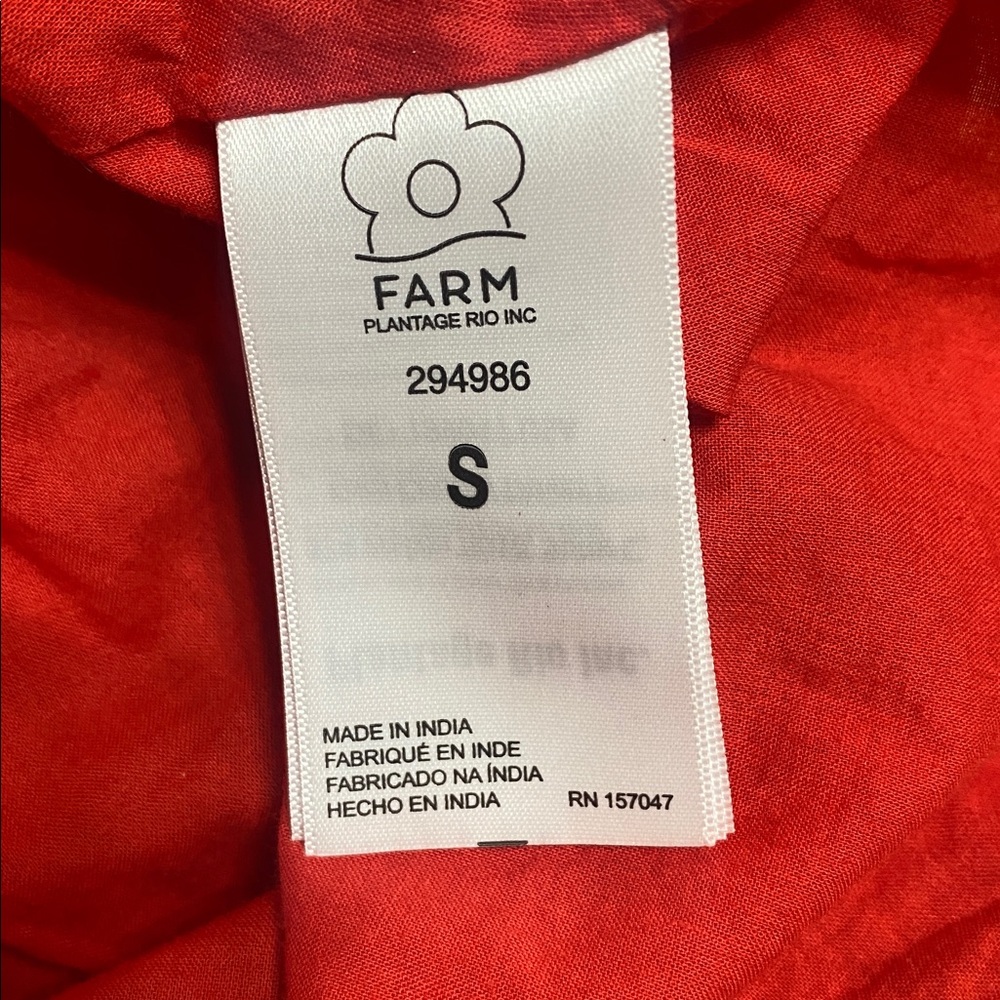 FARM
PLANTAGE RIO INC
294986
S
MADE IN INDIA
FABRIQUÉ EN INDE
FABRICADO NA ÍNDIA
HECHO EN INDIA
RN 157047